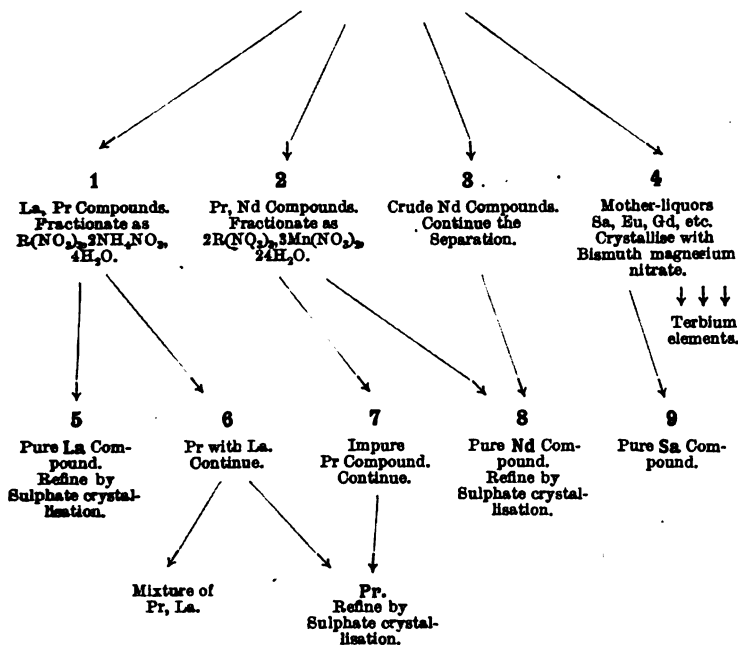 1
La, Pr Compounds.
Fractionate as
R(NO₃)₃,2NH₄NO₃,
4H₂O.
2
Pr, Nd Compounds.
Fractionate as
2R(NO₃)₃,3Mn(NO₃)₂,
24H₂O.
3
Crude Nd Compounds.
Continue the
Separation.
4
Mother-liquors
Sa, Eu, Gd, etc.
Crystallise with
Bismuth magnesium
nitrate.
Terbium
elements.
5
Pure La Com-
pound.
Refine by
Sulphate crystal-
lisation.
6
Pr with La.
Continue.
7
Impure
Pr Compound.
Continue.
8
Pure Nd Com-
pound.
Refine by
Sulphate crystal-
lisation.
9
Pure Sa Com-
pound.
Mixture of
Pr, La.
Pr.
Refine by
Sulphate crystal-
lisation.